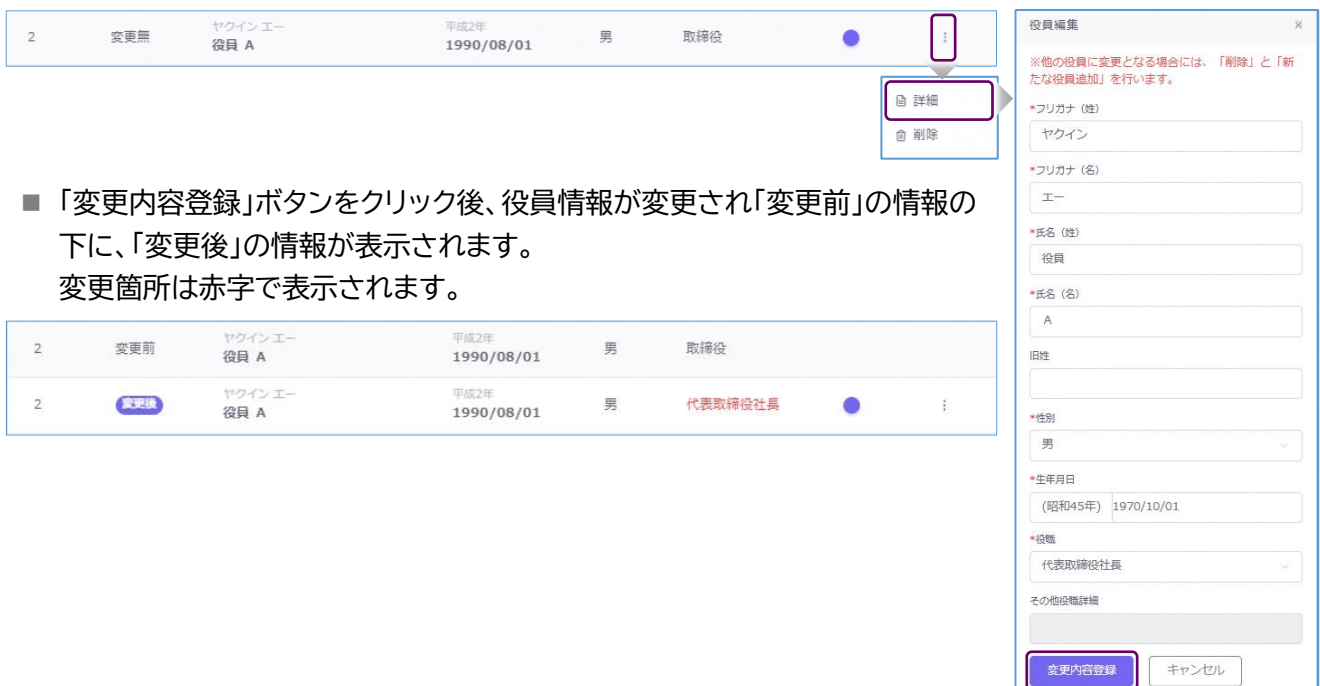 2 変更無 ヤクイン エー 平成2年 男 取締役
役員 A 1990/08/01
詳細
削除
■ 「変更内容登録」ボタンをクリック後、役員情報が変更され「変更前」の情報の
下に、「変更後」の情報が表示されます。
変更箇所は赤字で表示されます。
2 変更前 ヤクイン エー 平成2年 男 取締役
役員 A 1990/08/01
2 変更後 ヤクイン エー 平成2年 男 代表取締役社長
役員 A 1990/08/01
役員編集 ×
※他の役員に変更となる場合には、「削除」と「新
たな役員追加」を行います。
*フリガナ（姓）
ヤクイン
*フリガナ（名）
エー
*氏名（姓）
役員
*氏名（名）
A
旧姓
*性別
男
*生年月日
(昭和45年) 1970/10/01
*役職
代表取締役社長
その他役職詳細
変更内容登録 キャンセル